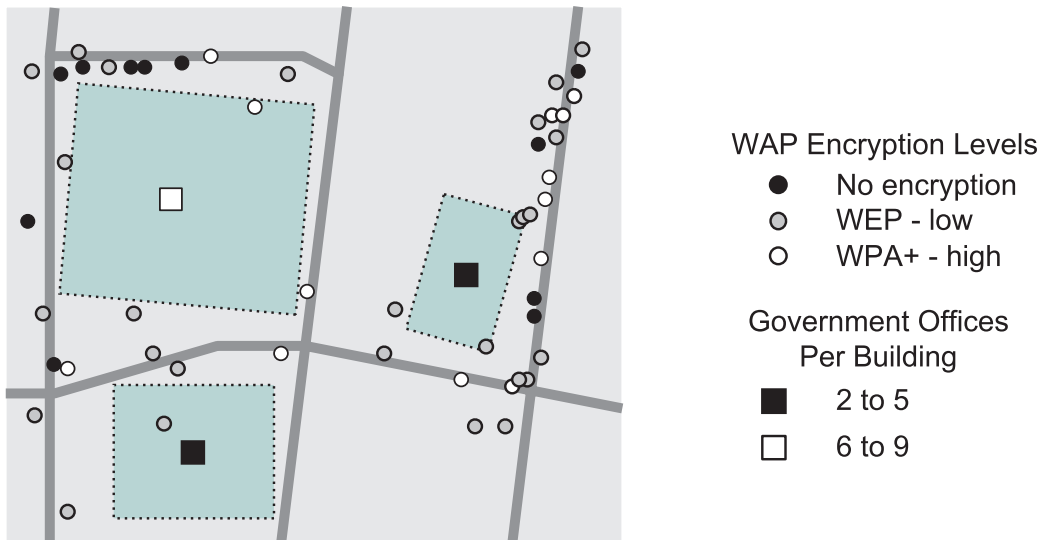 WAP Encryption Levels
No encryption
WEP - low
WPA+ - high
Government Offices
Per Building
2 to 5
6 to 9